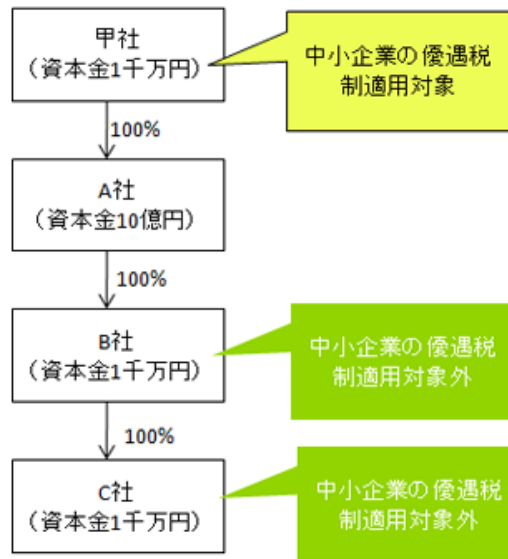 甲社
（資本金1千万円）
中小企業の優遇税
制適用対象
100%
A社
（資本金10億円）
100%
B社
（資本金1千万円）
中小企業の優遇税
制適用対象外
100%
C社
（資本金1千万円）
中小企業の優遇税
制適用対象外